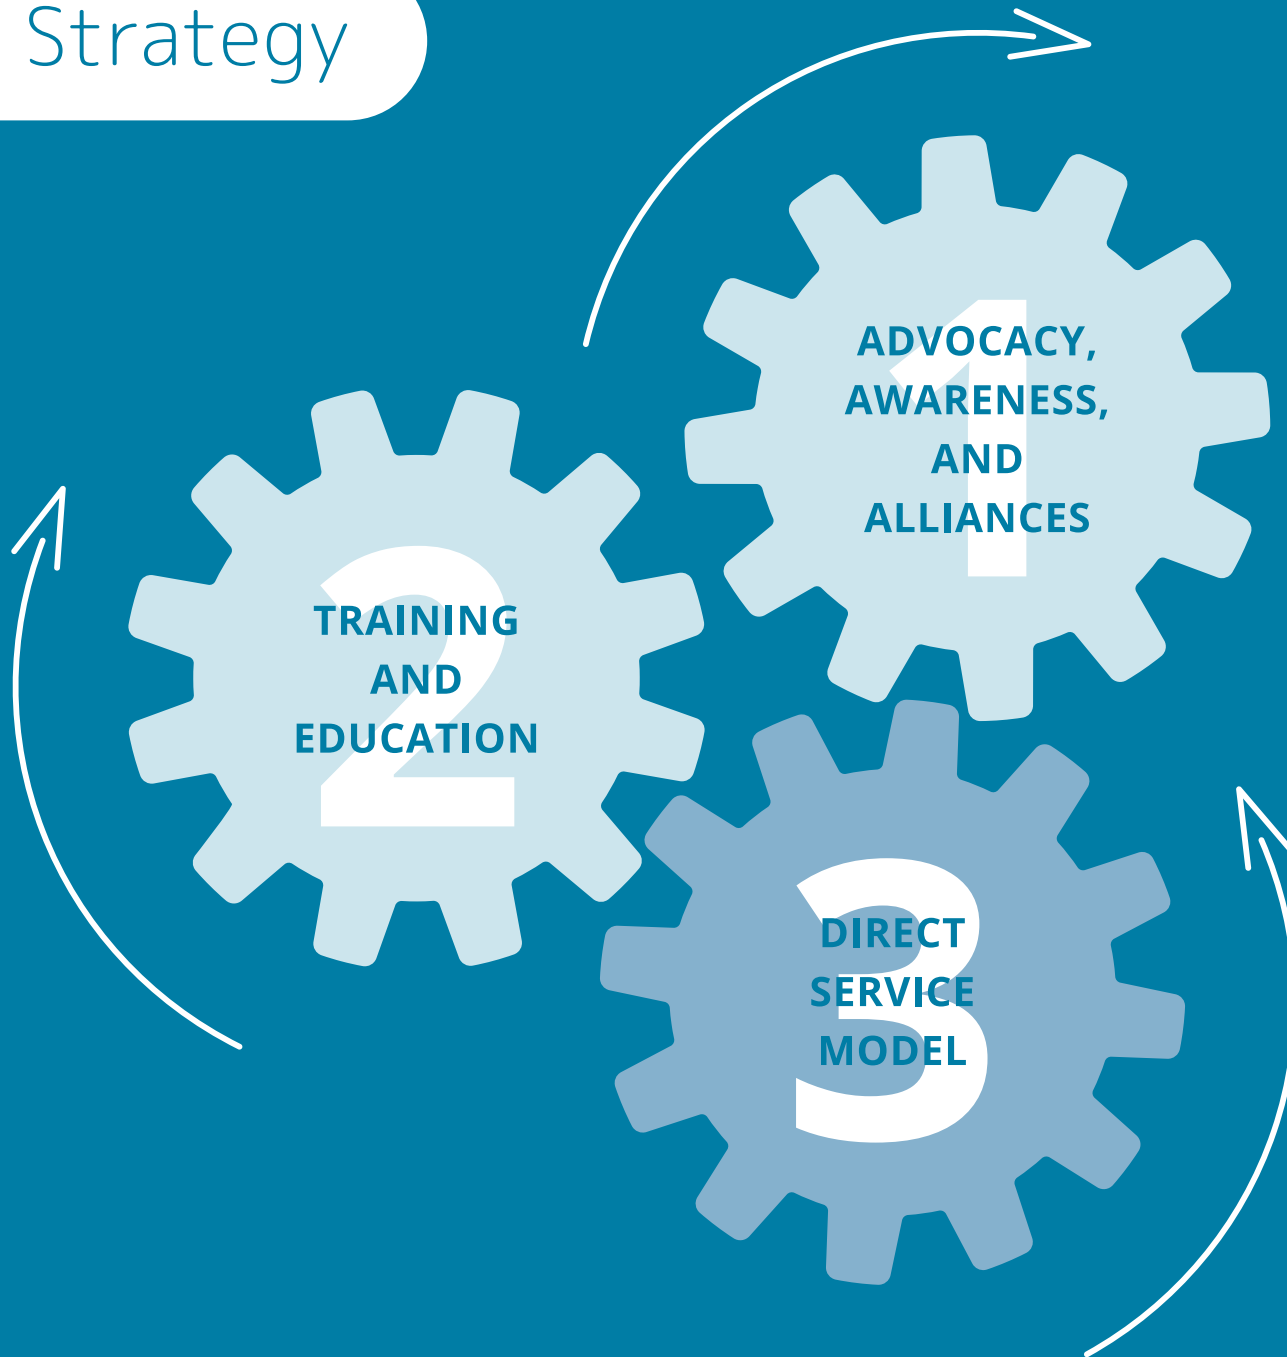 Strategy
1
ADVOCACY,
AWARENESS,
AND
ALLIANCES
2
TRAINING
AND
EDUCATION
3
DIRECT
SERVICE
MODEL